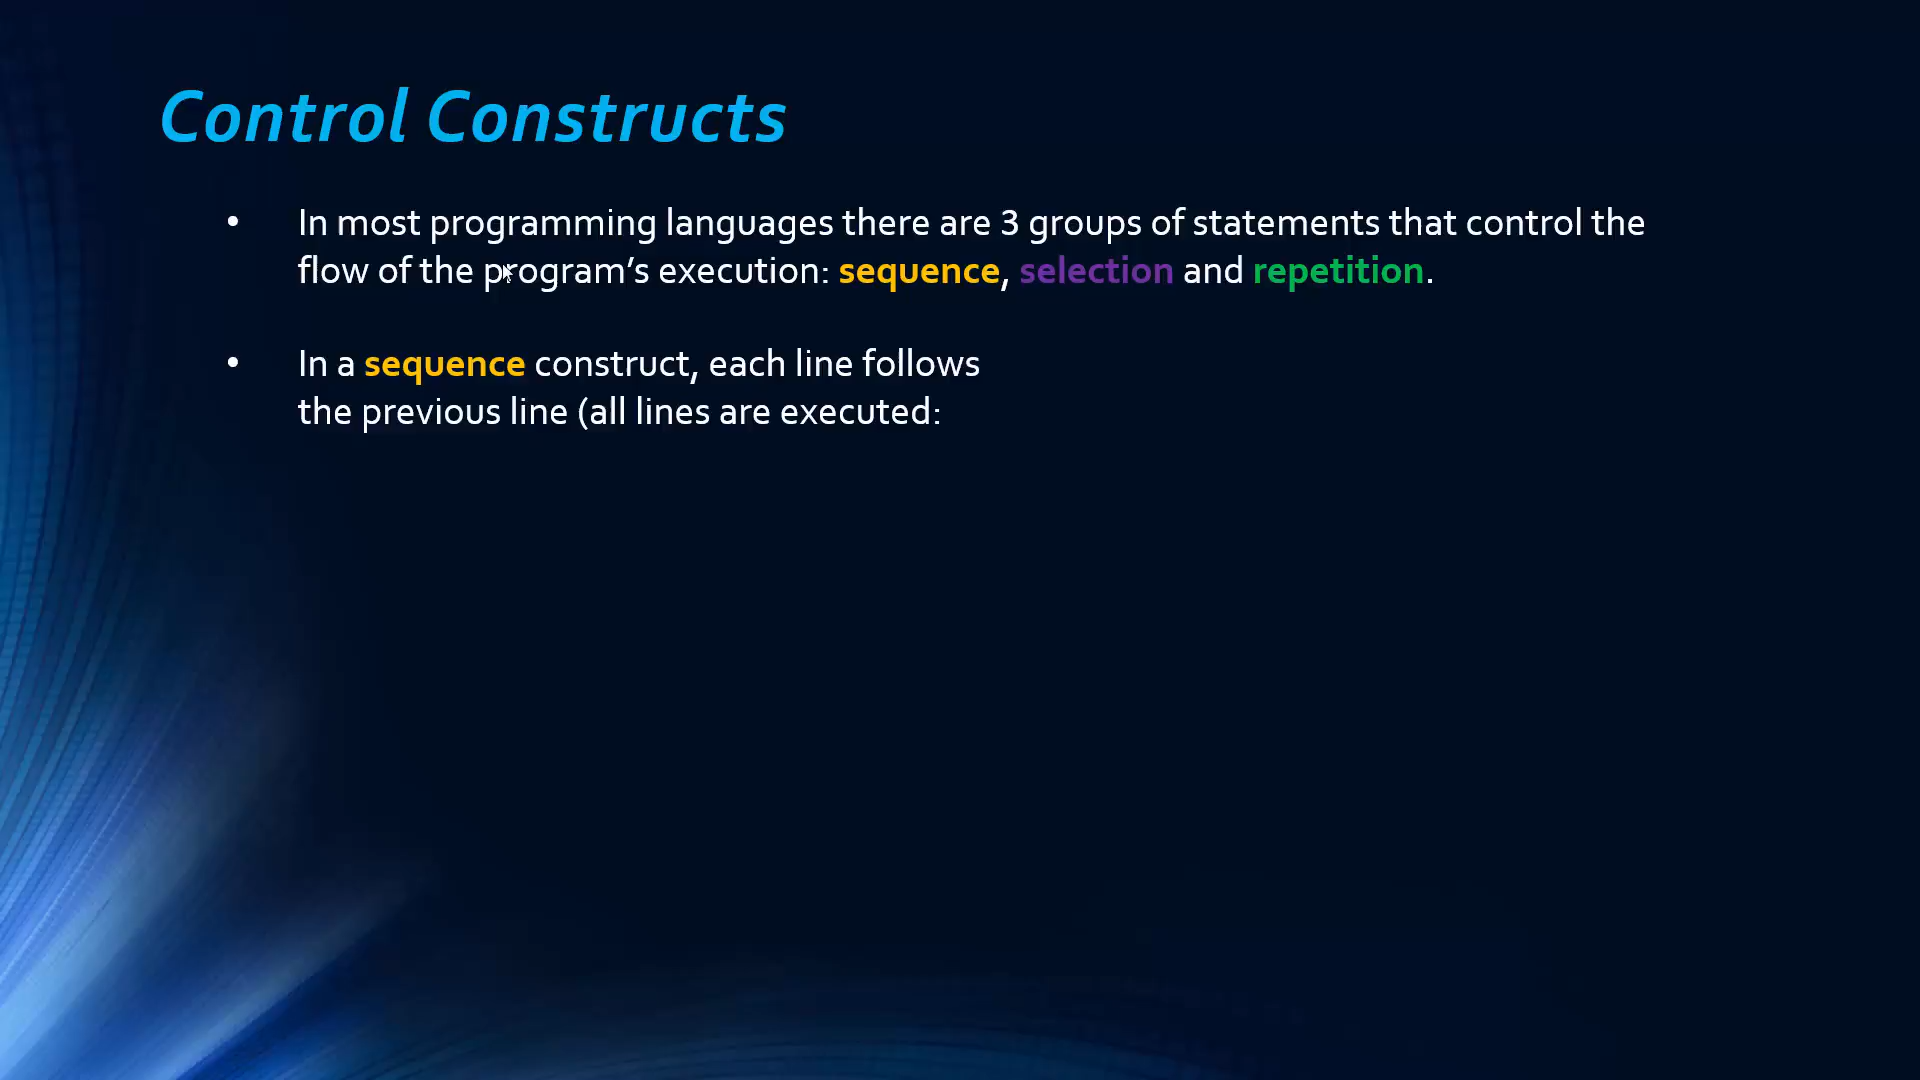 Control Constructs
• In most programming languages there are 3 groups of statements that control the
flow of the program’s execution: sequence, selection and repetition.
• In a sequence construct, each line follows
the previous line (all lines are executed: